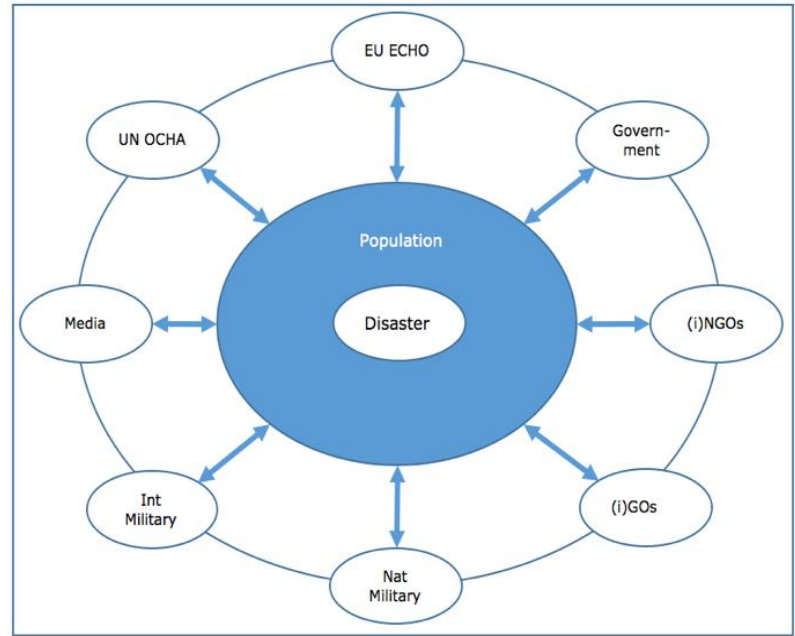 EU ECHO
UN OCHA
Govern-
ment
Population
Media
Disaster
(i)NGOs
Int
Military
(i)GOs
Nat
Military